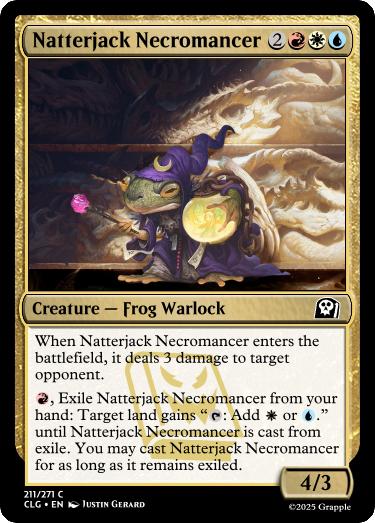 Natterjack Necromancer 2
Creature — Frog Warlock
When Natterjack Necromancer enters the
battlefield, it deals 3 damage to target
opponent.
, Exile Natterjack Necromancer from your
hand: Target land gains “ : Add or .”
until Natterjack Necromancer is cast from
exile. You may cast Natterjack Necromancer
for as long as it remains exiled.
4/3
211/271 C
CLG • EN Justin Gerard
©2025 Grapple